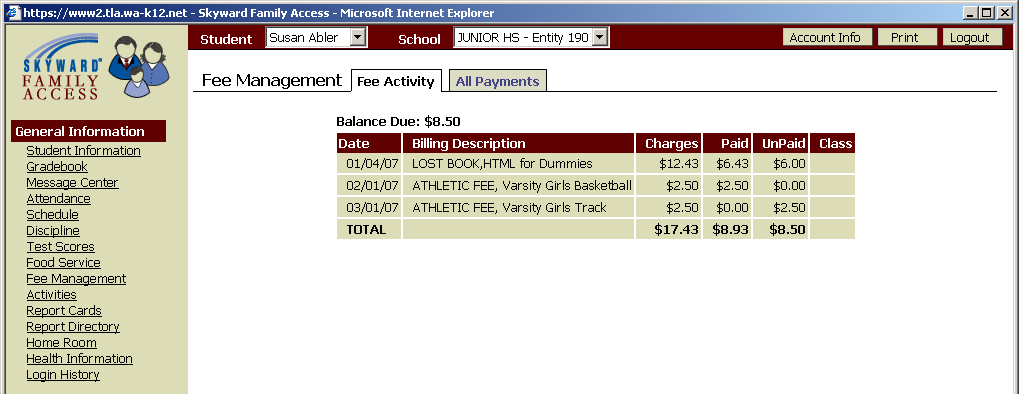 https://www2.tla.wa-k12.net - Skyward Family Access - Microsoft Internet Explorer
Student Susan Abler School JUNIOR HS - Entity 190 Account Info Print Logout
SKYWARD®
FAMILY
ACCESS
Fee Management Fee Activity All Payments
General Information
Student Information
Gradebook
Message Center
Attendance
Schedule
Discipline
Test Scores
Food Service
Fee Management
Activities
Report Cards
Report Directory
Home Room
Health Information
Login History
Balance Due: $8.50
Date Billing Description Charges Paid UnPaid Class
01/04/07 LOST BOOK,HTML for Dummies $12.43 $6.43 $6.00
02/01/07 ATHLETIC FEE, Varsity Girls Basketball $2.50 $2.50 $0.00
03/01/07 ATHLETIC FEE, Varsity Girls Track $2.50 $0.00 $2.50
TOTAL $17.43 $8.93 $8.50